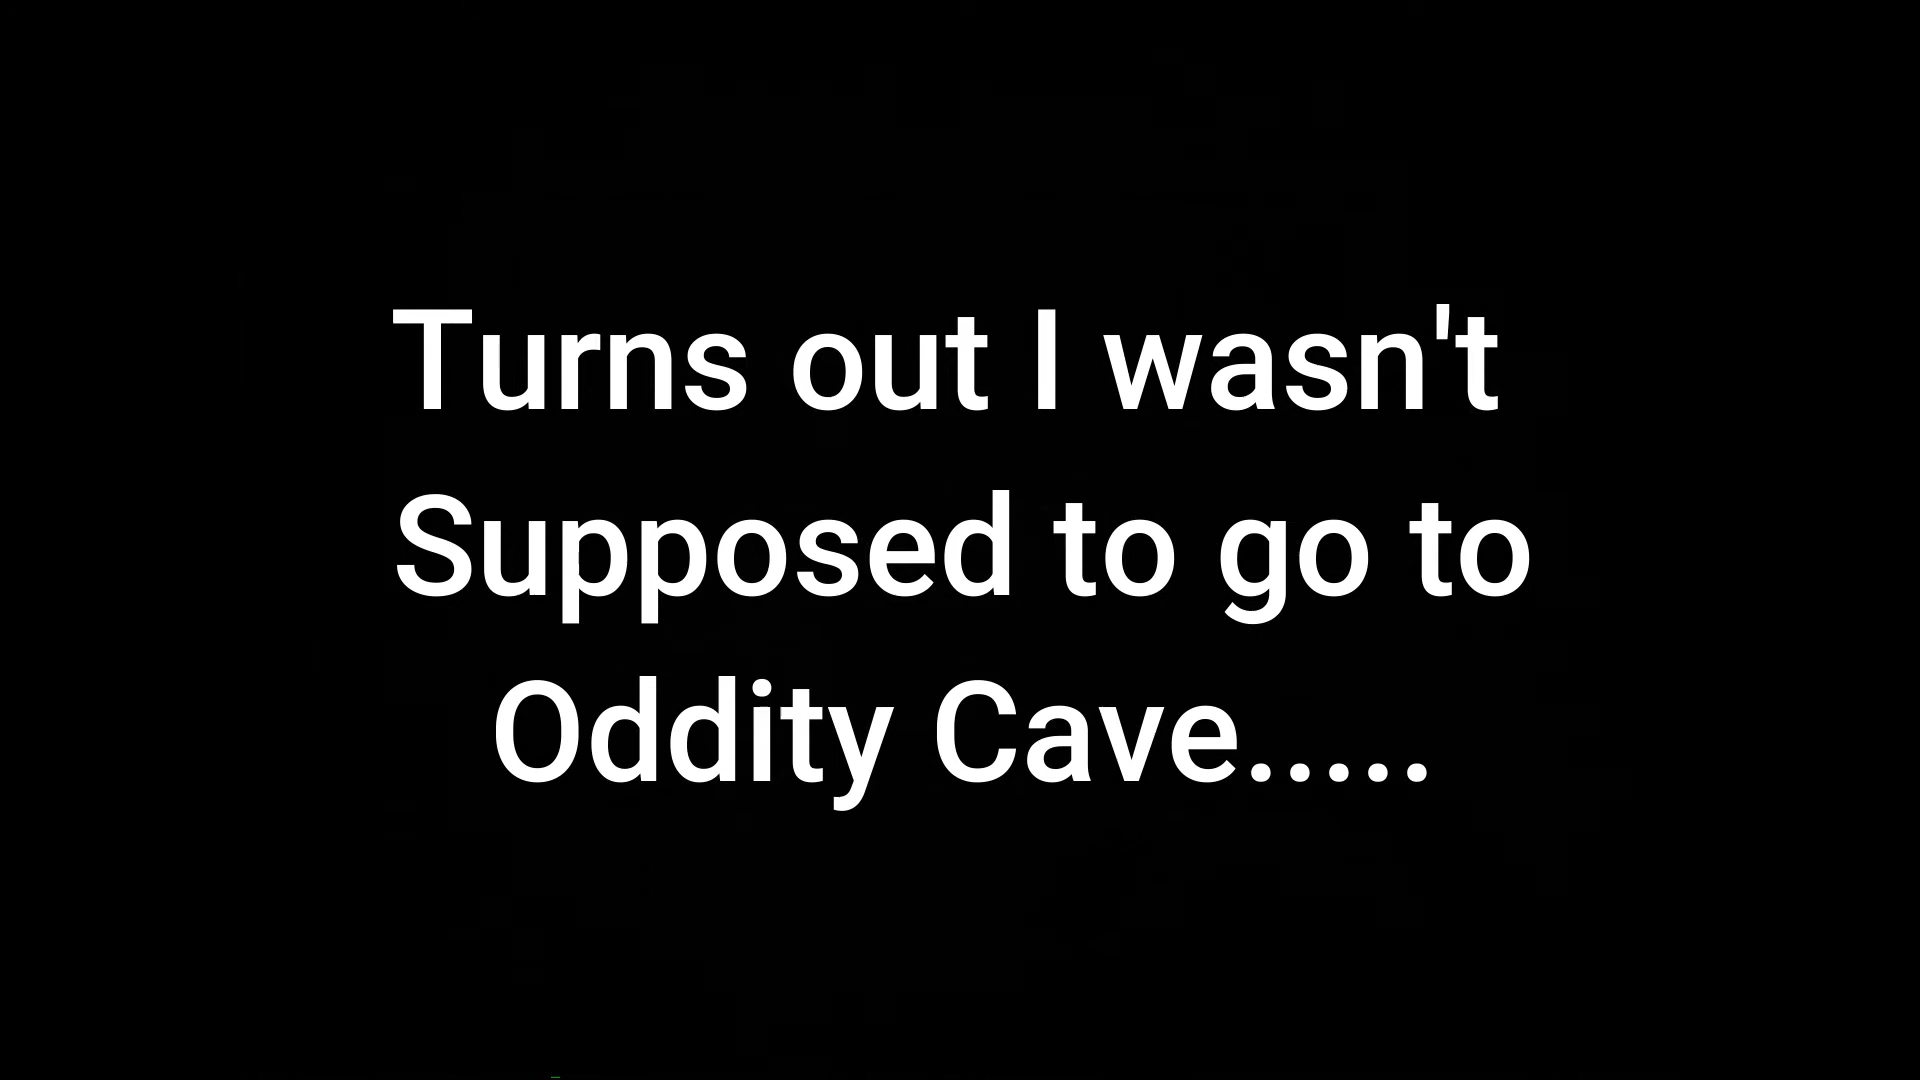 Turns out I wasn't
Supposed to go to
Oddity Cave.....